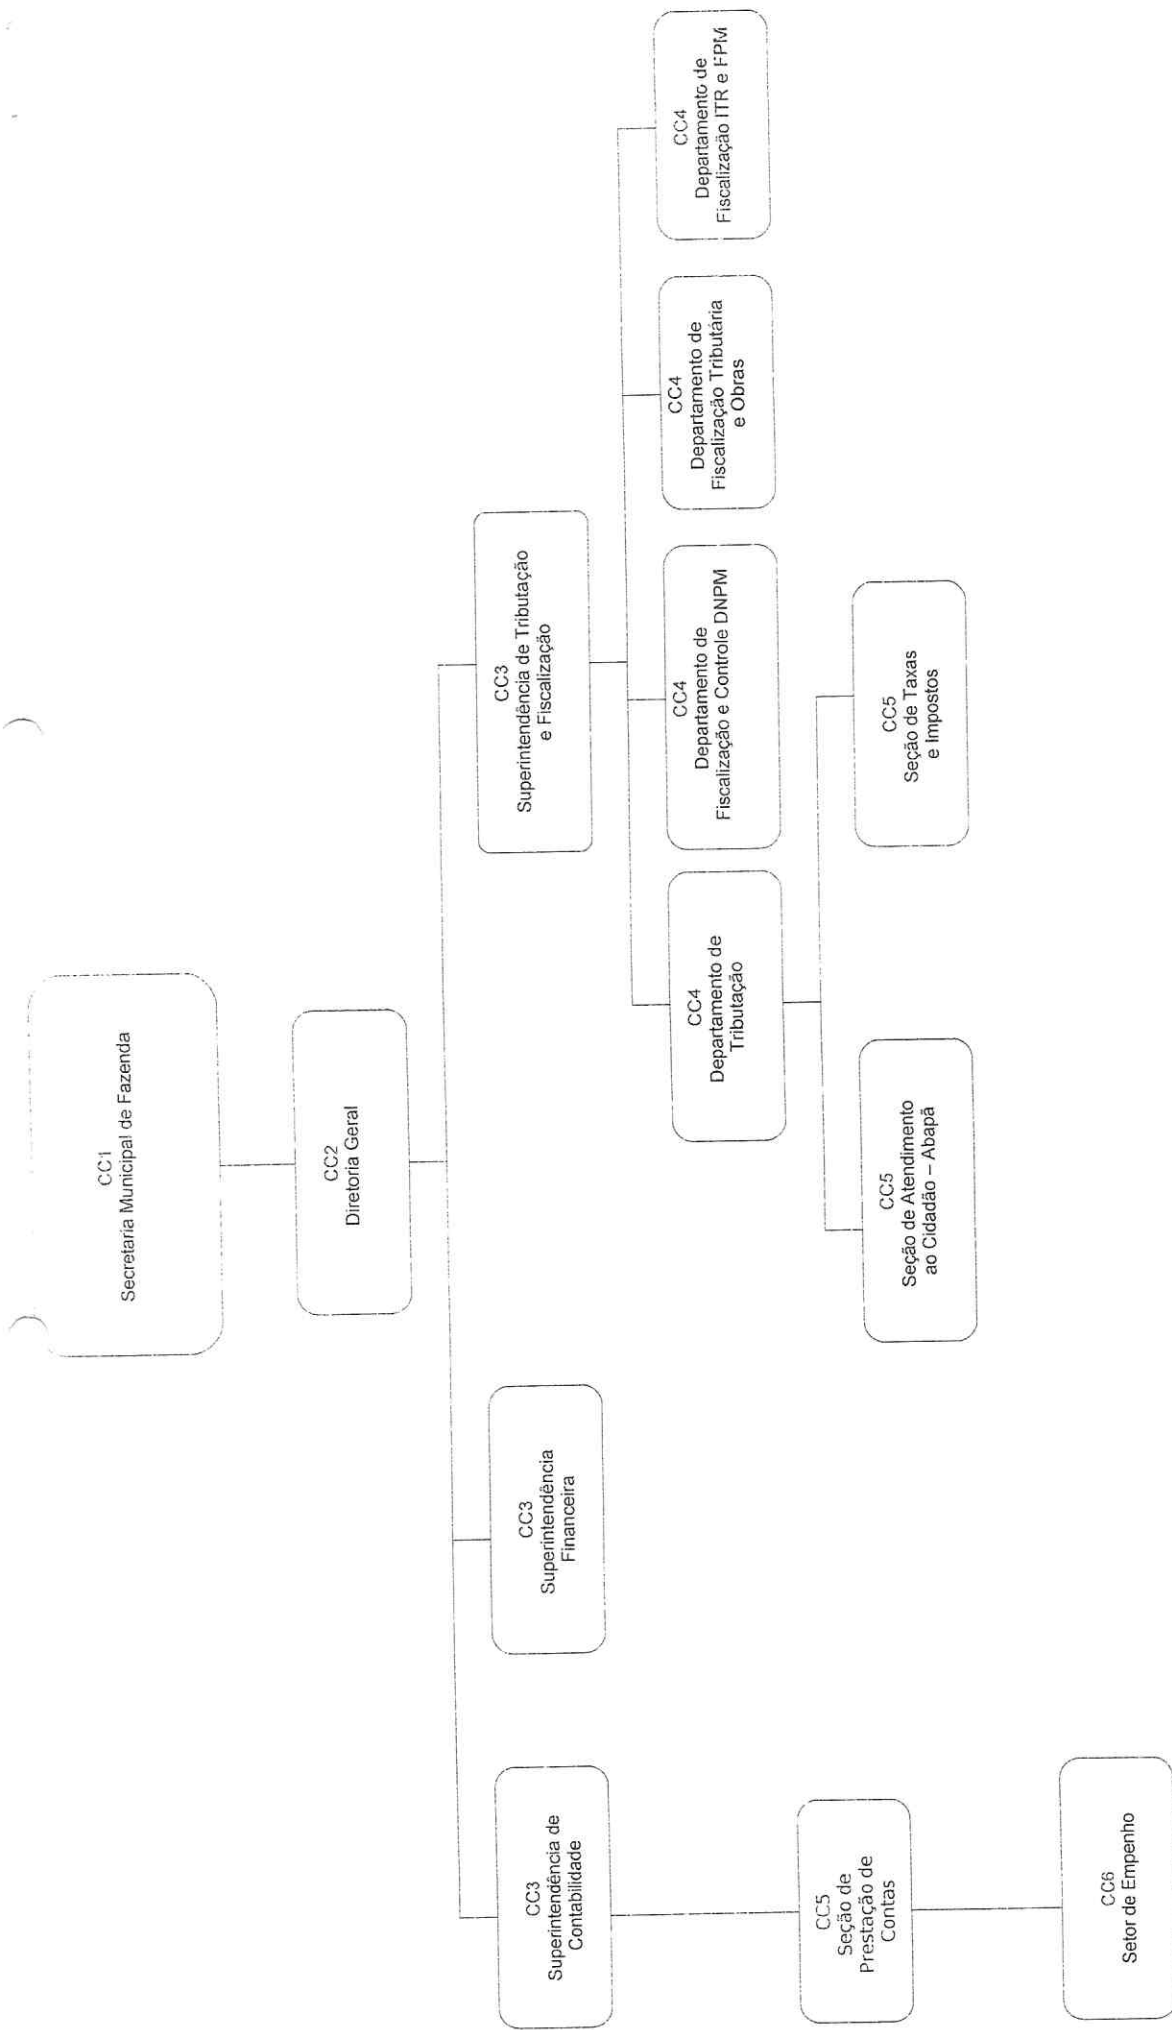 CC1
Secretaria Municipal de Fazenda
CC2
Diretoria Geral
CC3
Superintendência de
Contabilidade
CC3
Superintendência
Financeira
CC3
Superintendência de Tributação
e Fiscalização
CC4
Departamento de
Tributação
CC4
Departamento de
Fiscalização e Controle DNPM
CC4
Departamento de
Fiscalização Tributária
e Obras
CC4
Departamento de
Fiscalização ITR e FPM
CC5
Seção de
Prestação de
Contas
CC5
Seção de Atendimento
ao Cidadão – Abapã
CC5
Seção de Taxas
e Impostos
CC6
Setor de Empenho